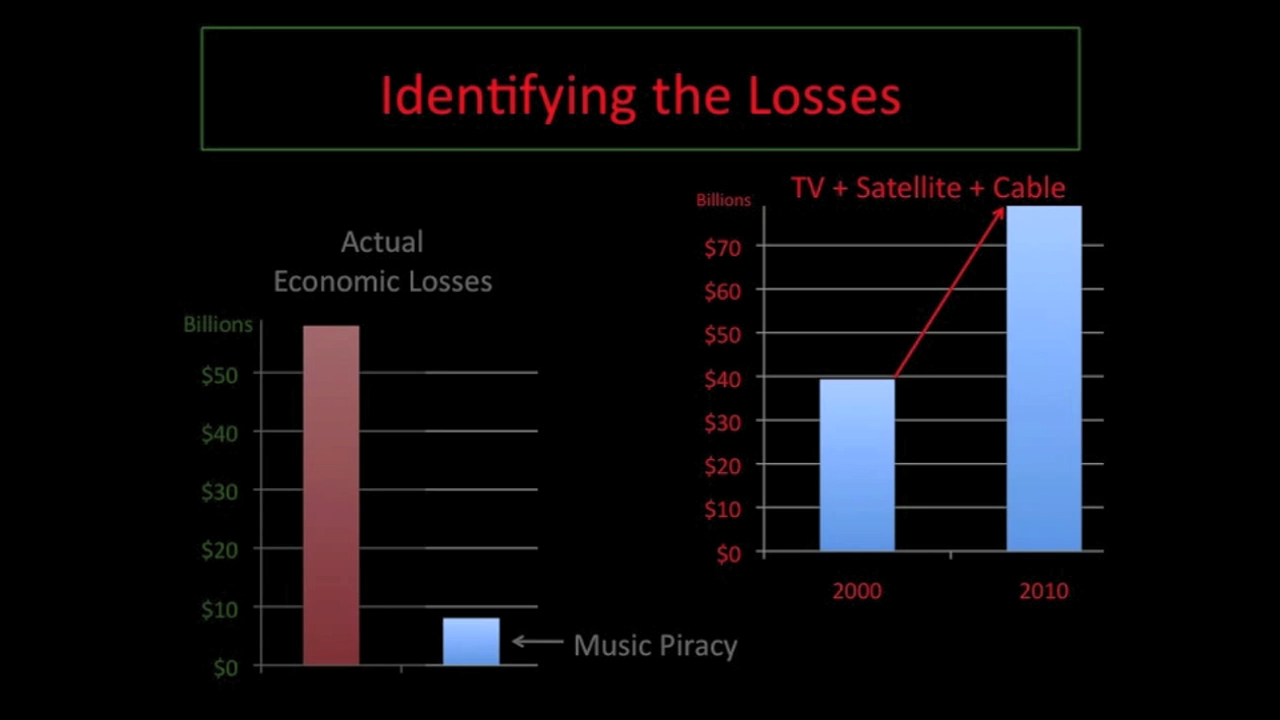 Identifying the Losses
Actual
Economic Losses
Billions
$50
$40
$30
$20
$10
$0
Music Piracy
TV + Satellite + Cable
Billions
$70
$60
$50
$40
$30
$20
$10
$0
2000
2010